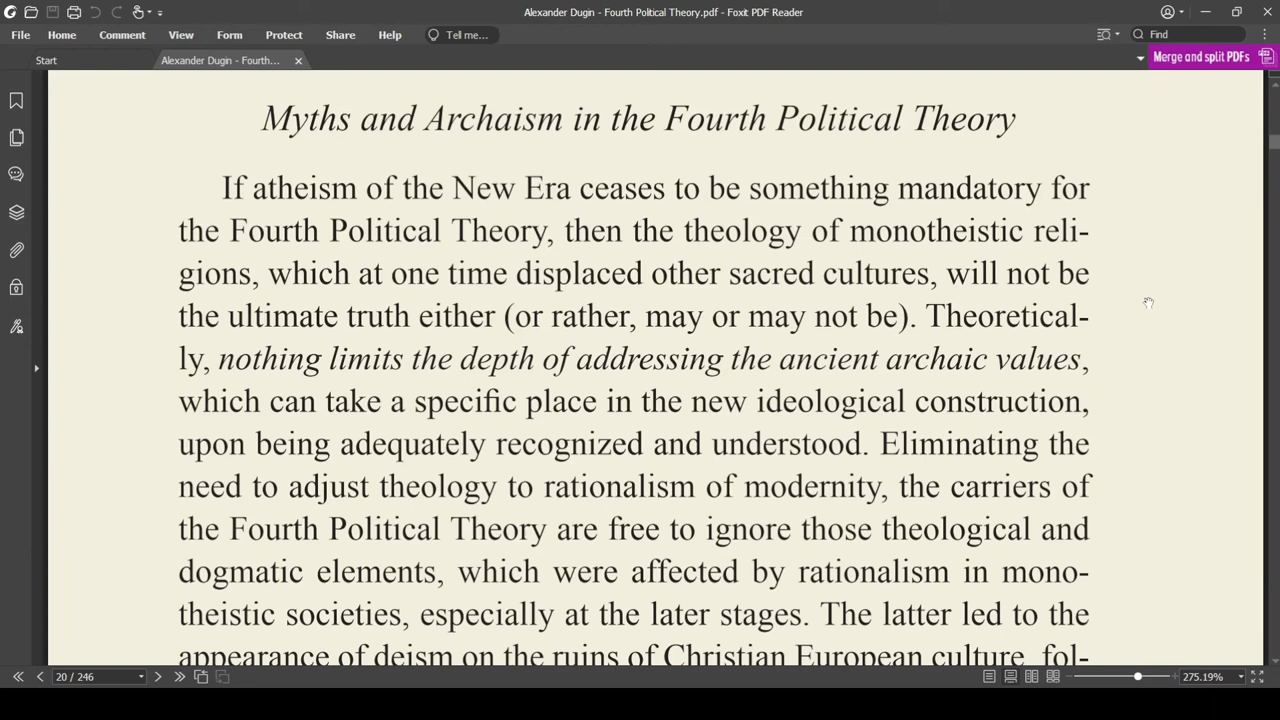 Alexander Dugin - Fourth Political Theory.pdf - Foxit PDF Reader
File Home Comment View Form Protect Share Help Tell me... Find
Start Alexander Dugin - Fourth... Merge and split PDFs
Myths and Archaism in the Fourth Political Theory
If atheism of the New Era ceases to be something mandatory for
the Fourth Political Theory, then the theology of monotheistic reli-
gions, which at one time displaced other sacred cultures, will not be
the ultimate truth either (or rather, may or may not be). Theoretical-
ly, nothing limits the depth of addressing the ancient archaic values,
which can take a specific place in the new ideological construction,
upon being adequately recognized and understood. Eliminating the
need to adjust theology to rationalism of modernity, the carriers of
the Fourth Political Theory are free to ignore those theological and
dogmatic elements, which were affected by rationalism in mono-
theistic societies, especially at the later stages. The latter led to the
appearance of deism on the ruins of Christian European culture, fol-
20 / 246 275.19%